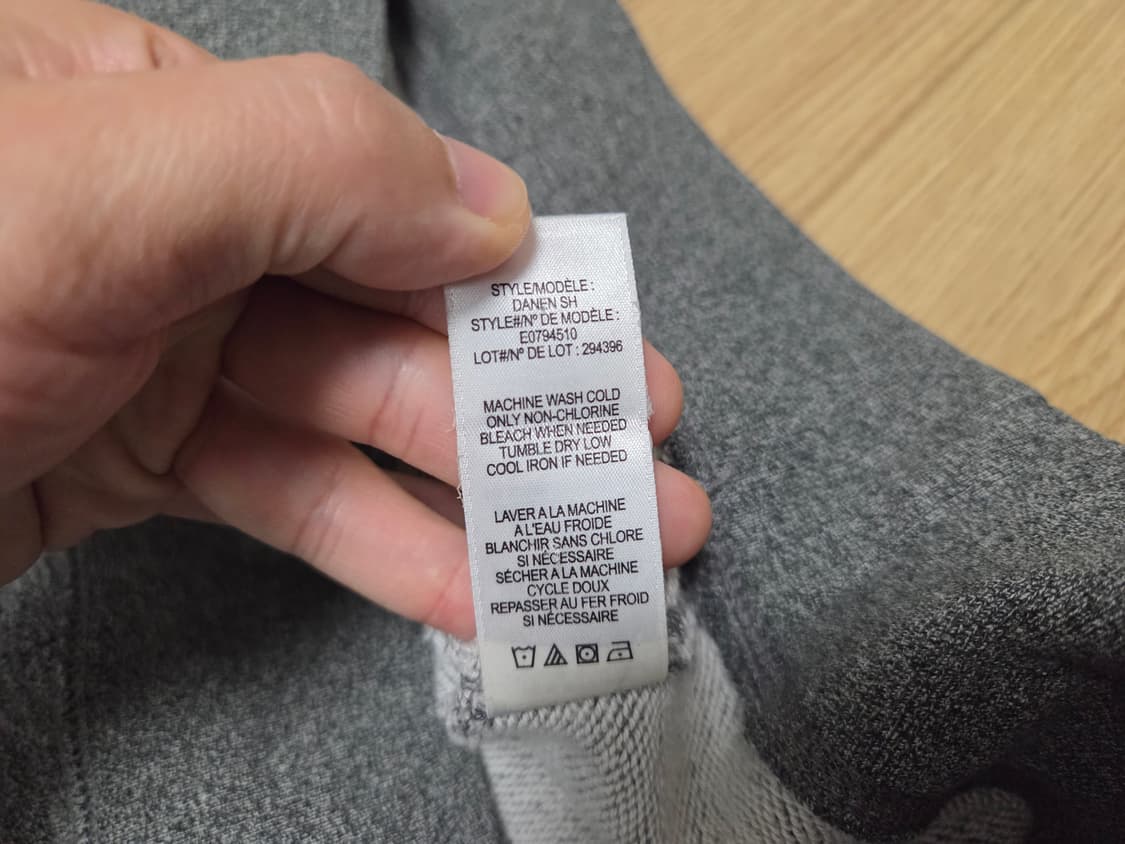 STYLE/MODÈLE :
DANEN SH
STYLE#/Nº DE MODÈLE :
E0794510
LOT#/Nº DE LOT : 294396
MACHINE WASH COLD
ONLY NON-CHLORINE
BLEACH WHEN NEEDED
TUMBLE DRY LOW
COOL IRON IF NEEDED
LAVER A LA MACHINE
A L'EAU FROIDE
BLANCHIR SANS CHLORE
SI NÉCESSAIRE
SÉCHER A LA MACHINE
CYCLE DOUX
REPASSER AU FER FROID
SI NÉCESSAIRE